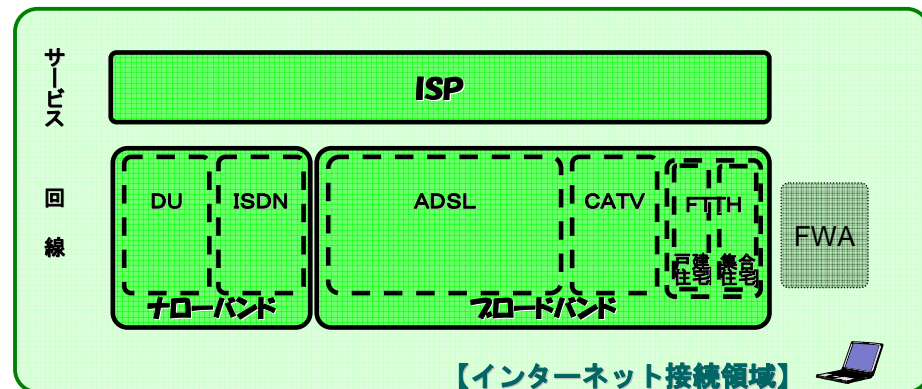 サービス
ISP
回線
DU
ISDN
ADSL
CATV
FTTH
戸建
住宅
集合
住宅
FWA
ナローバンド
ブロードバンド
【インターネット接続領域】